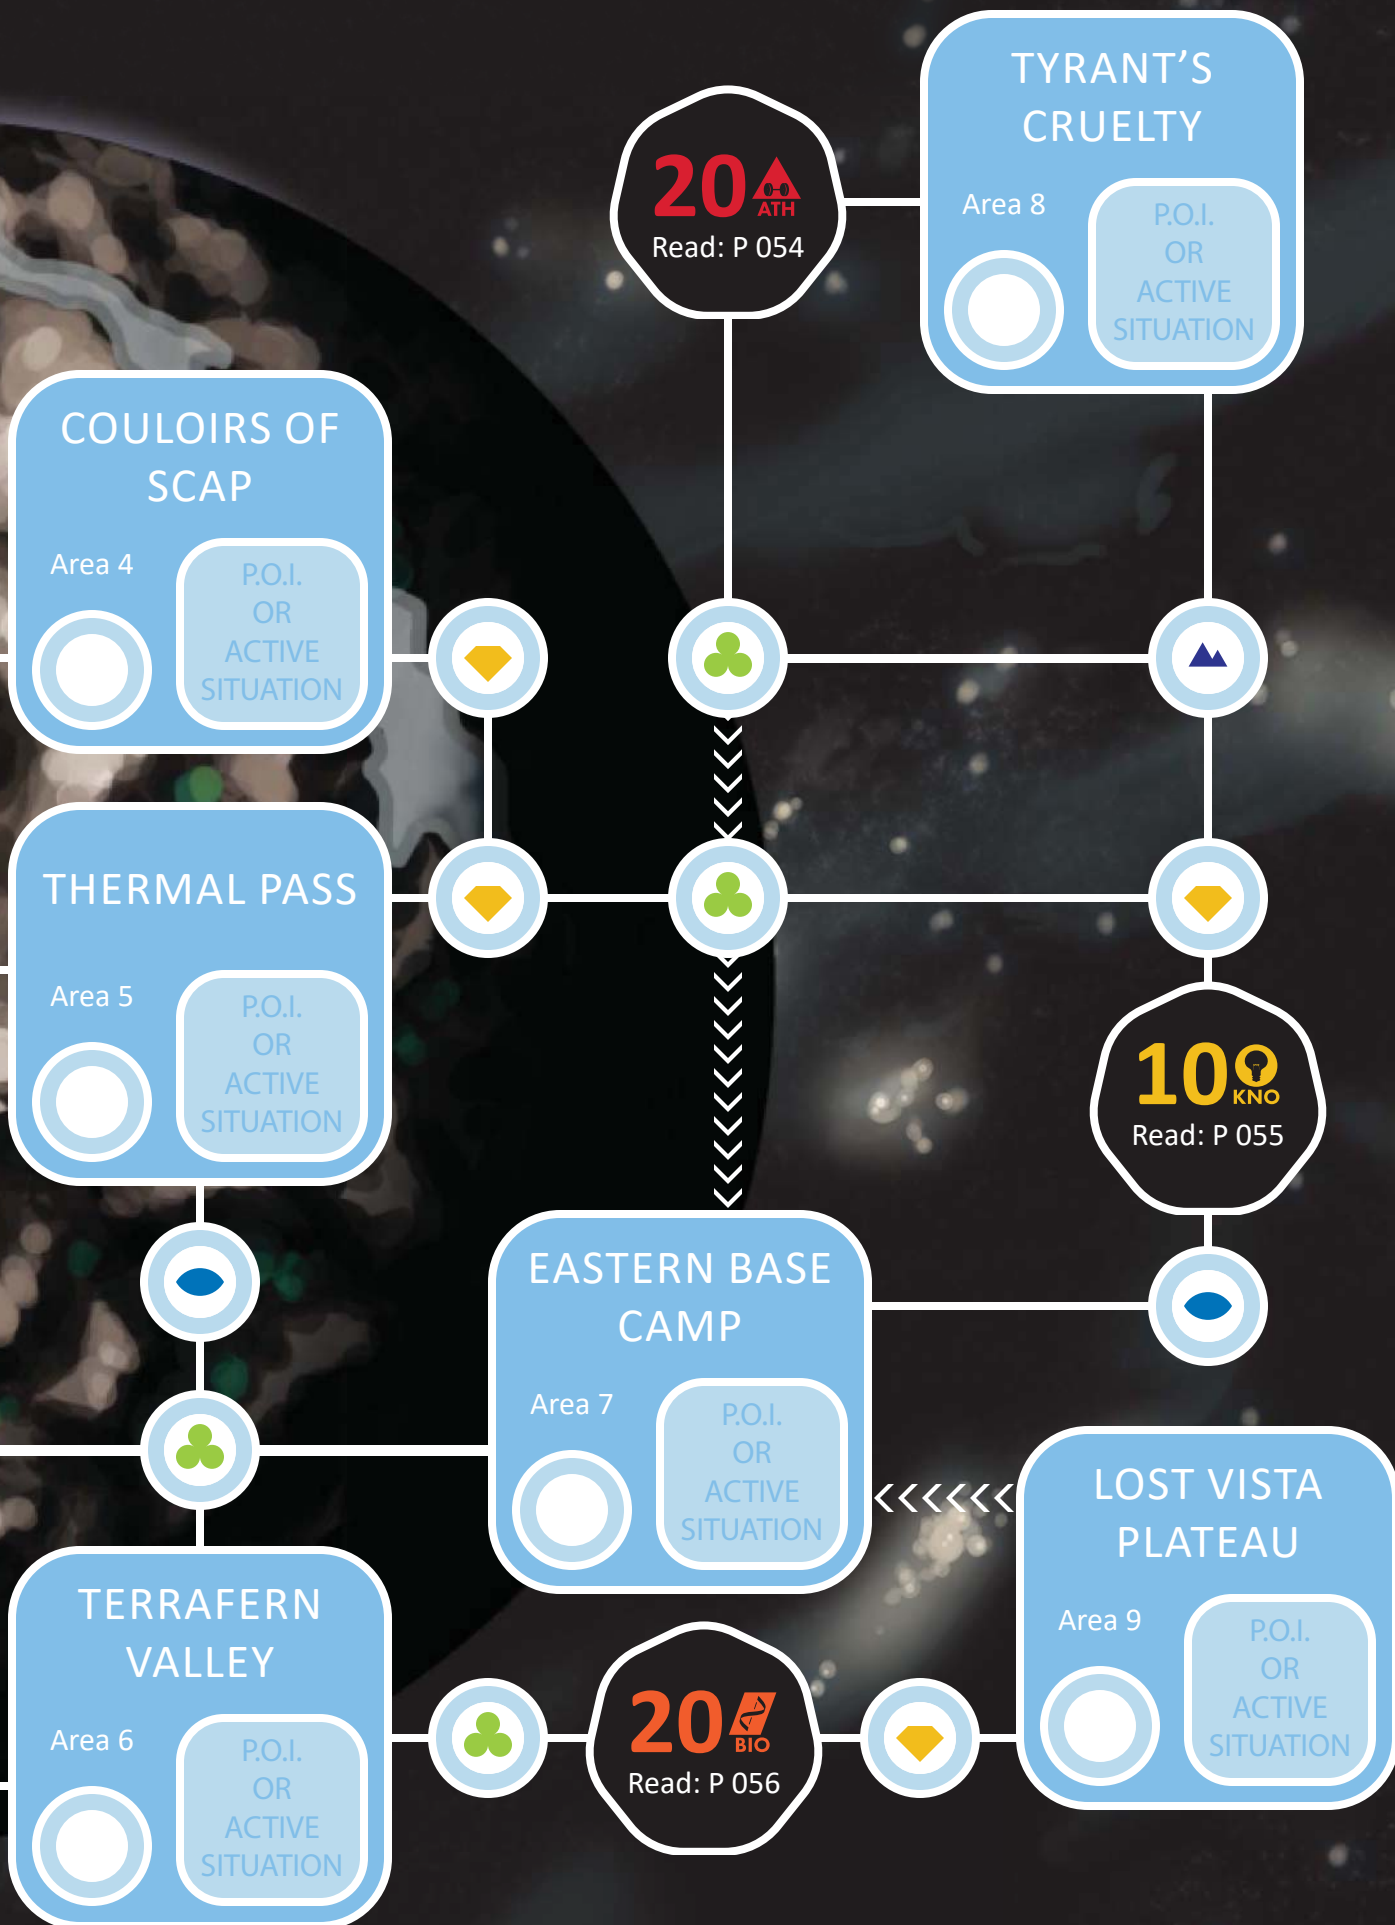 TYRANT'S
CRUELTY
Area 8
P.O.I.
OR
ACTIVE
SITUATION
20 ATH
Read: P 054
COULOIRS OF
SCAP
Area 4
P.O.I.
OR
ACTIVE
SITUATION
THERMAL PASS
Area 5
P.O.I.
OR
ACTIVE
SITUATION
10 KNO
Read: P 055
EASTERN BASE
CAMP
Area 7
P.O.I.
OR
ACTIVE
SITUATION
LOST VISTA
PLATEAU
Area 9
P.O.I.
OR
ACTIVE
SITUATION
TERRAFERN
VALLEY
Area 6
P.O.I.
OR
ACTIVE
SITUATION
20 BIO
Read: P 056